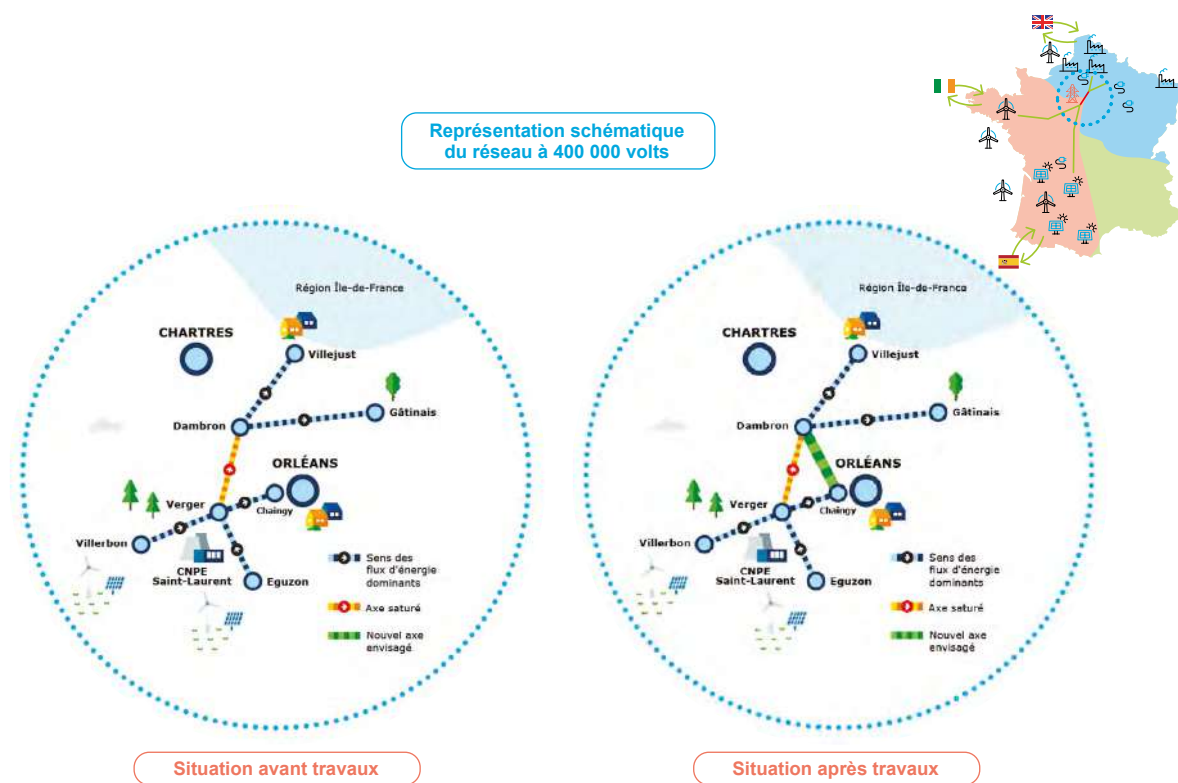 Représentation schématique
du réseau à 400 000 volts
Région Île-de-France
CHARTRES
Villejust
Gâtinais
Dambron
ORLÉANS
Verger
Chaingy
Villerbon
CNPE
Saint-Laurent
Eguzon
Sens des
flux d'énergie
dominants
Axe saturé
Nouvel axe
envisagé
Situation avant travaux
Région Île-de-France
CHARTRES
Villejust
Gâtinais
Dambron
ORLÉANS
Verger
Chaingy
Villerbon
CNPE
Saint-Laurent
Eguzon
Sens des
flux d'énergie
dominants
Axe saturé
Nouvel axe
envisagé
Situation après travaux